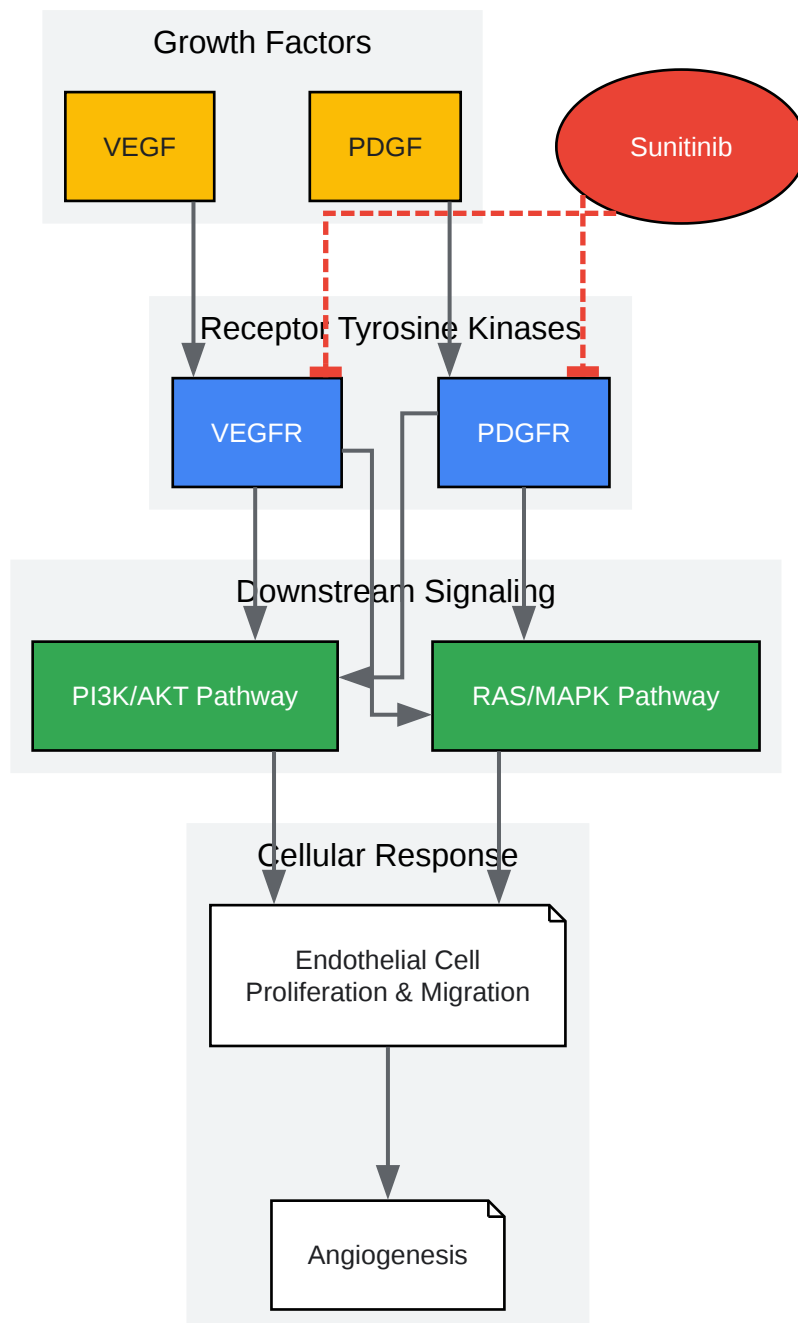 Growth Factors
VEGF
PDGF
Sunitinib
Receptor Tyrosine Kinases
VEGFR
PDGFR
Downstream Signaling
PI3K/AKT Pathway
RAS/MAPK Pathway
Cellular Response
Endothelial Cell
Proliferation & Migration
Angiogenesis